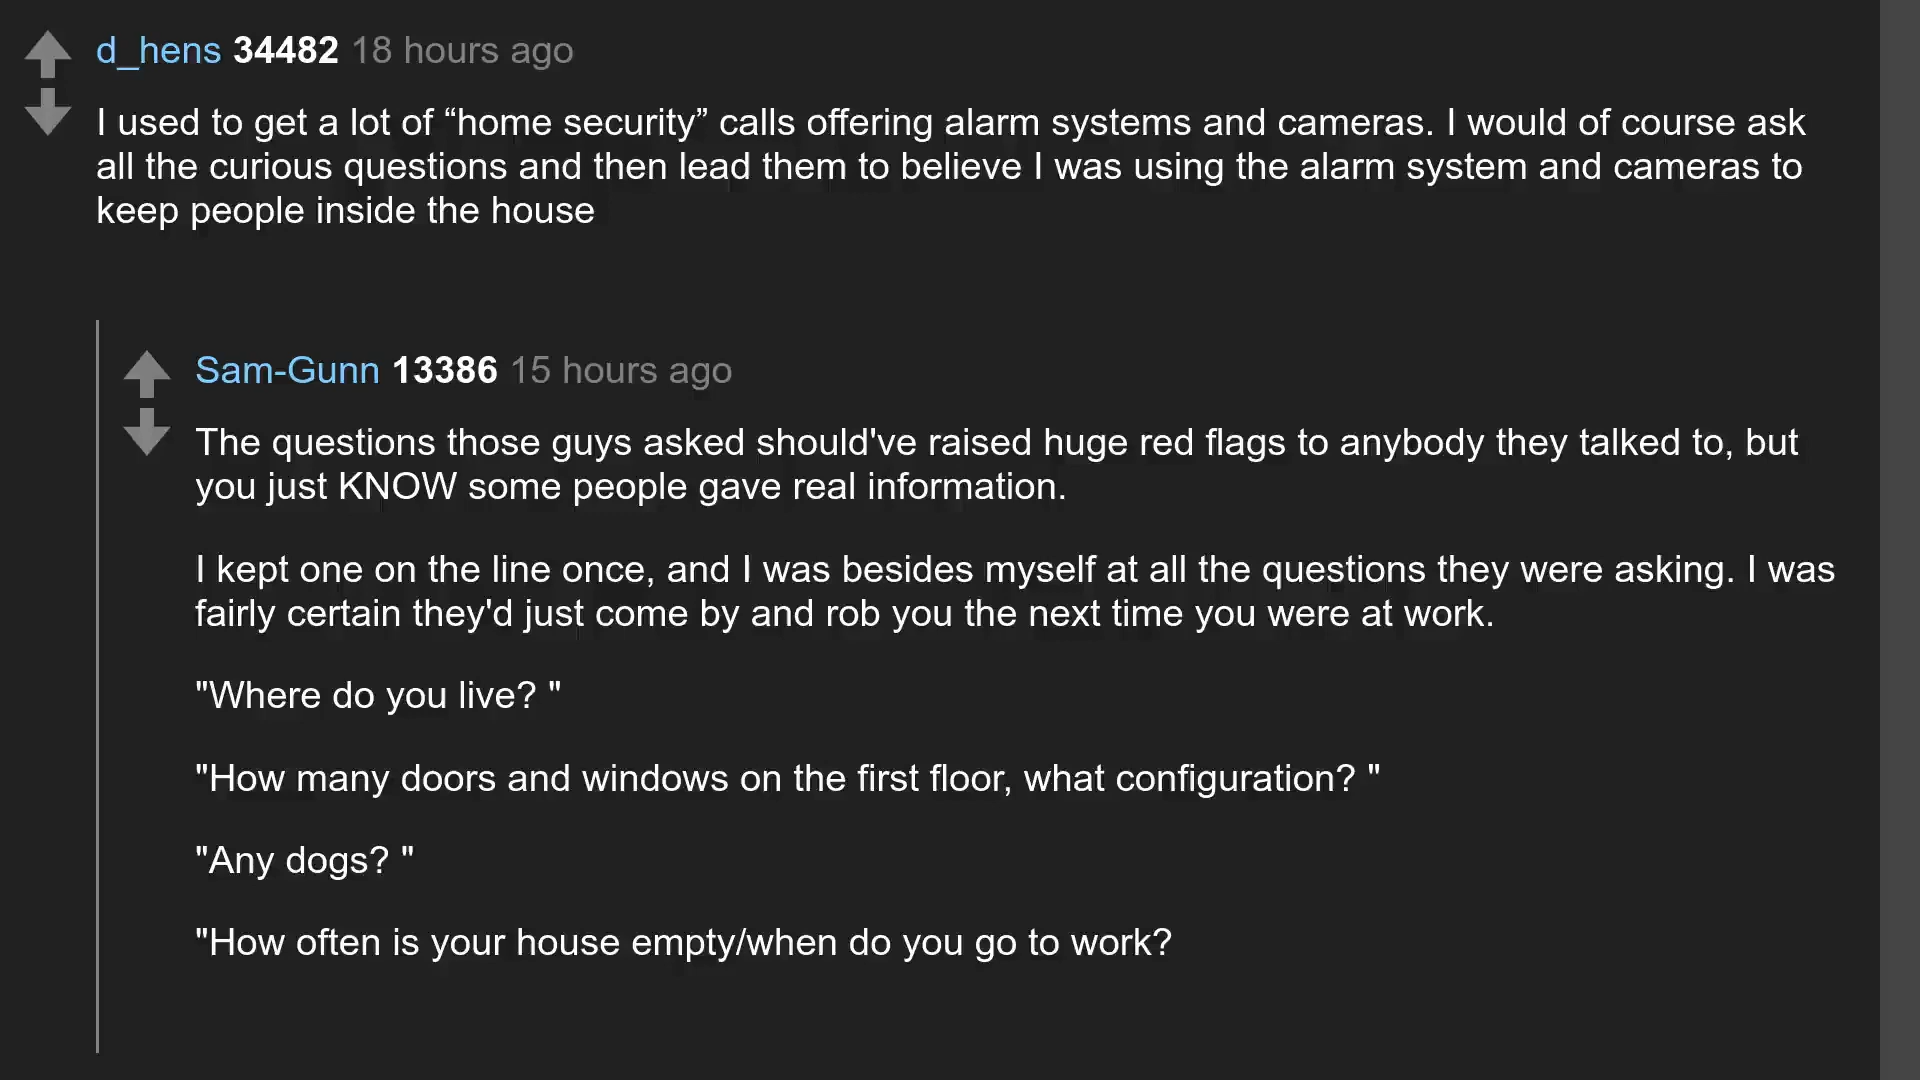 d_hens 34482 18 hours ago
I used to get a lot of “home security” calls offering alarm systems and cameras. I would of course ask
all the curious questions and then lead them to believe I was using the alarm system and cameras to
keep people inside the house
Sam-Gunn 13386 15 hours ago
The questions those guys asked should've raised huge red flags to anybody they talked to, but
you just KNOW some people gave real information.
I kept one on the line once, and I was besides myself at all the questions they were asking. I was
fairly certain they'd just come by and rob you the next time you were at work.
"Where do you live? "
"How many doors and windows on the first floor, what configuration? "
"Any dogs? "
"How often is your house empty/when do you go to work?